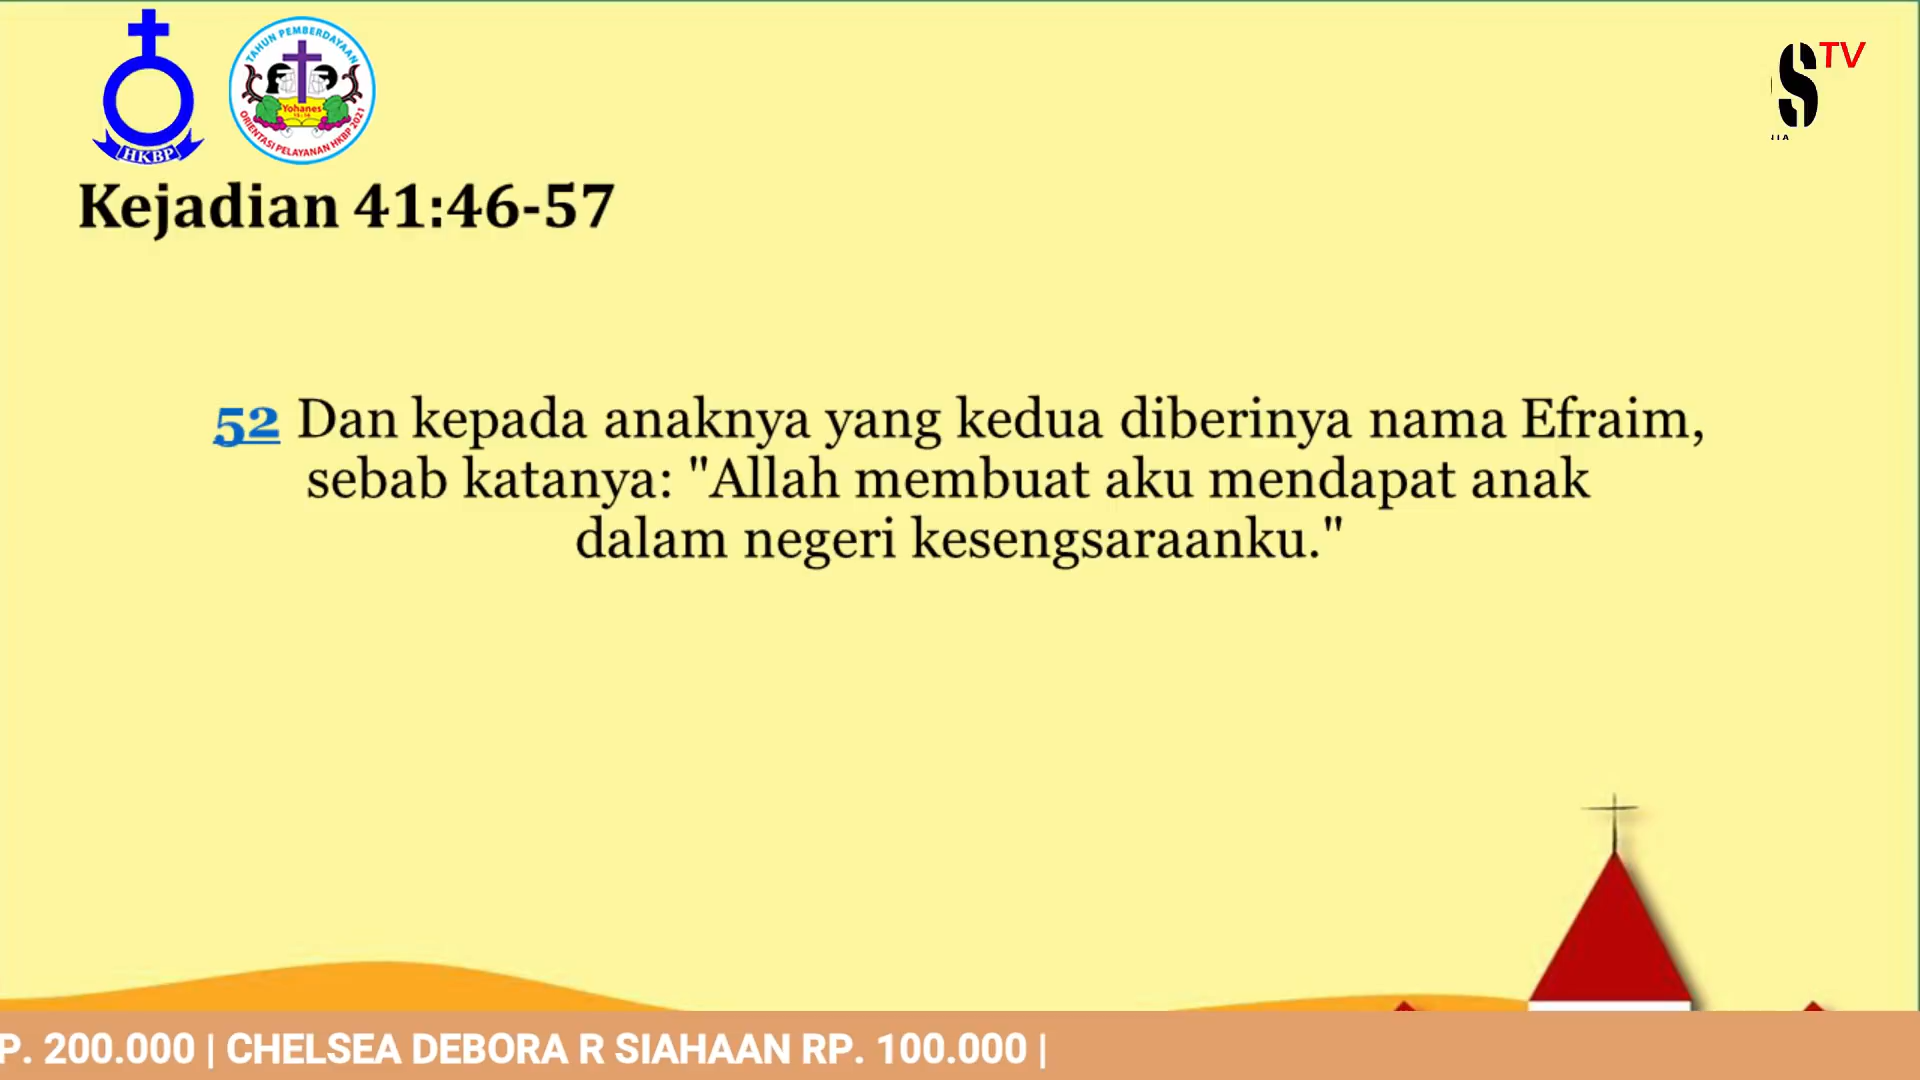 HKBP
TAHUN PEMBERDAYAAN
Yohanes
15:16
ORIENTASI PELAYANAN HKBP 2021
S TV
Kejadian 41:46-57
52 Dan kepada anaknya yang kedua diberinya nama Efraim,
sebab katanya: "Allah membuat aku mendapat anak
dalam negeri kesengsaraanku."
P. 200.000 | CHELSEA DEBORA R SIAHAAN RP. 100.000 |